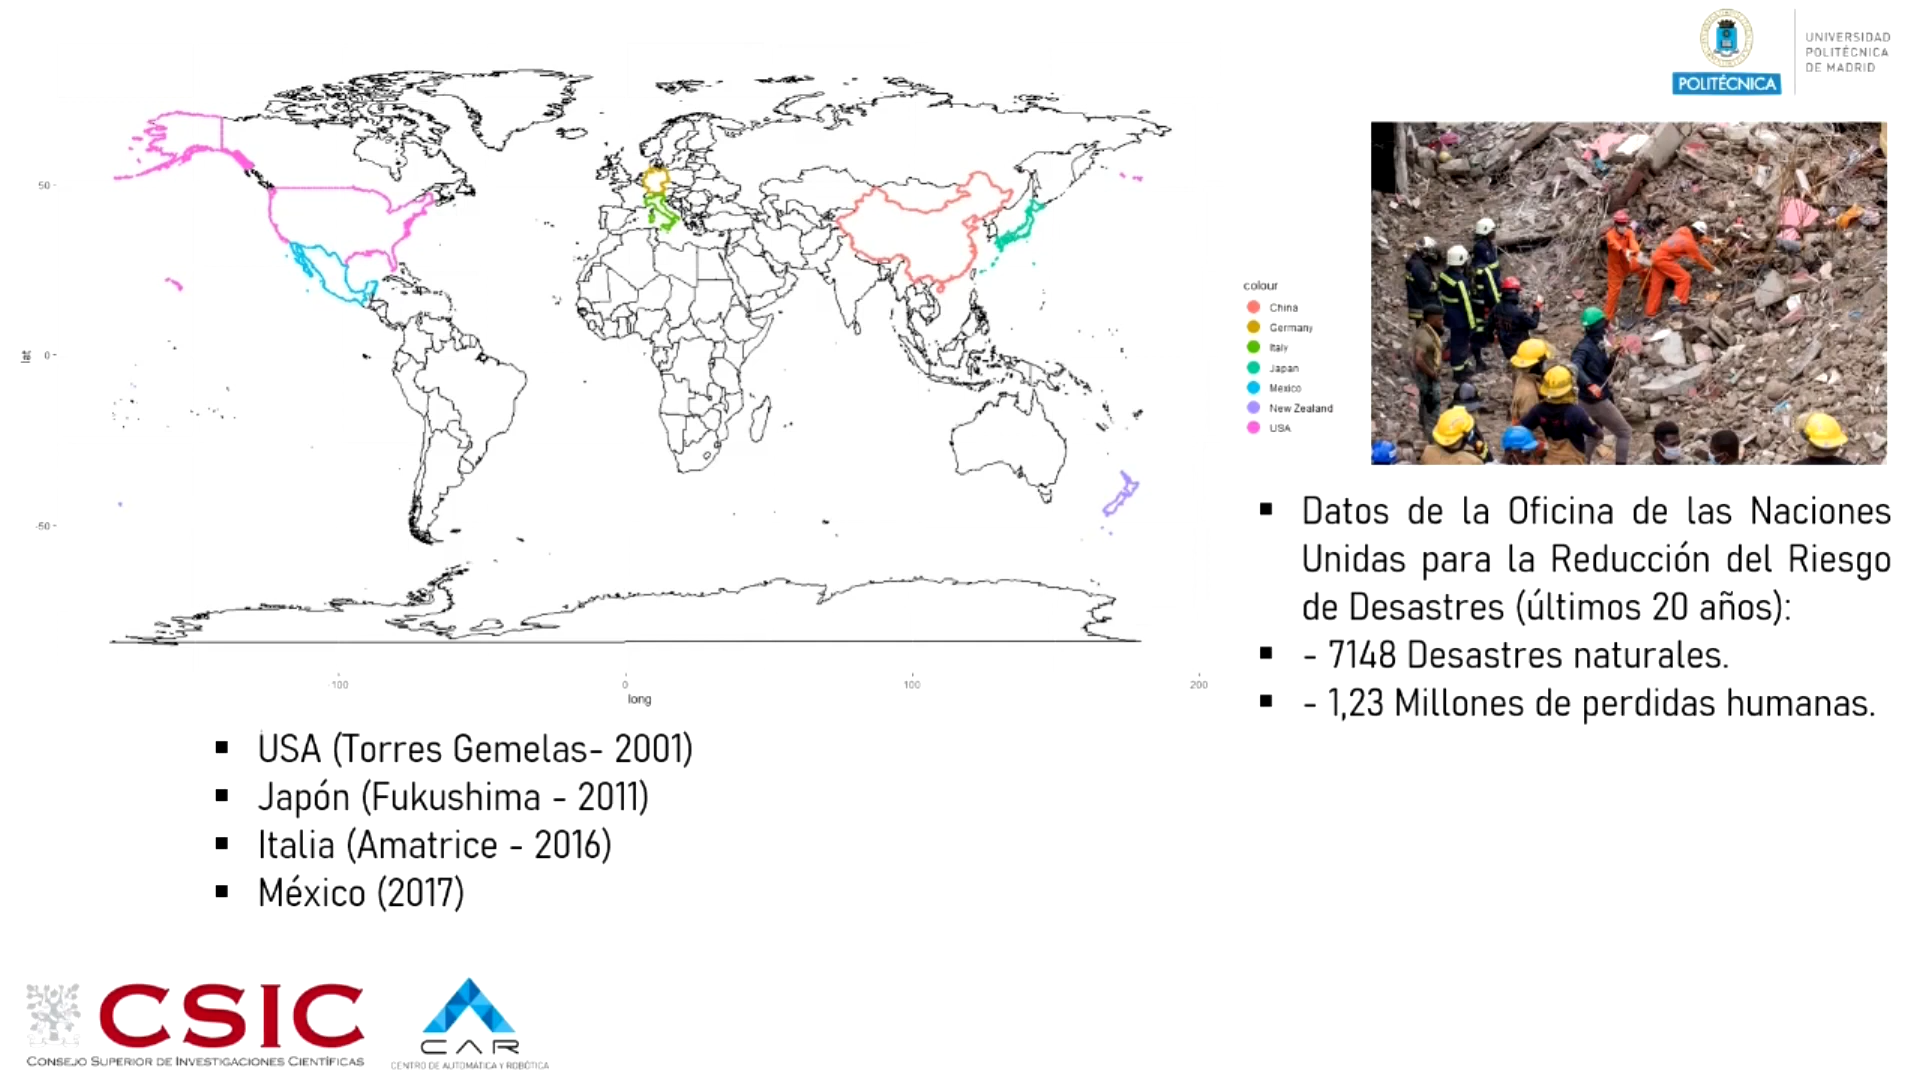 POLITÉCNICA
UNIVERSIDAD
POLITÉCNICA
DE MADRID
50
0
-50
lat
-100
0
100
200
long
colour
China
Germany
Italy
Japan
Mexico
New Zealand
USA
▪ Datos de la Oficina de las Naciones
Unidas para la Reducción del Riesgo
de Desastres (últimos 20 años):
▪ - 7148 Desastres naturales.
▪ - 1,23 Millones de perdidas humanas.
▪ USA (Torres Gemelas- 2001)
▪ Japón (Fukushima - 2011)
▪ Italia (Amatrice - 2016)
▪ México (2017)
CSIC
CONSEJO SUPERIOR DE INVESTIGACIONES CIENTÍFICAS
CAR
CENTRO DE AUTOMÁTICA Y ROBÓTICA